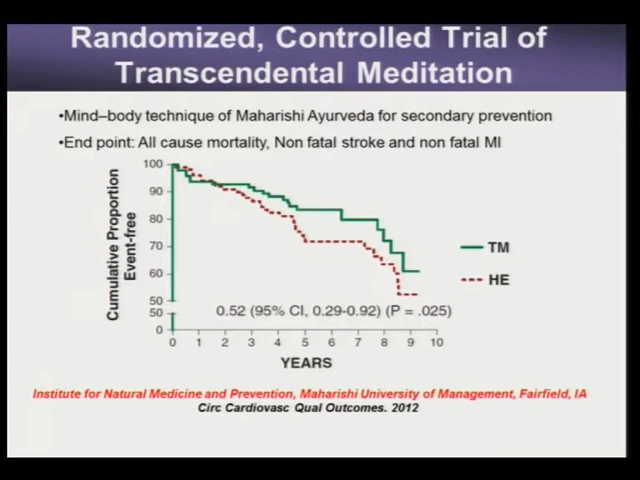 Randomized, Controlled Trial of
Transcendental Meditation
•Mind–body technique of Maharishi Ayurveda for secondary prevention
•End point: All cause mortality, Non fatal stroke and non fatal MI
Cumulative Proportion
Event-free
100
90
80
70
60
50
50
0
TM
HE
0.52 (95% CI, 0.29-0.92) (P = .025)
0 1 2 3 4 5 6 7 8 9 10
YEARS
Institute for Natural Medicine and Prevention, Maharishi University of Management, Fairfield, IA
Circ Cardiovasc Qual Outcomes. 2012